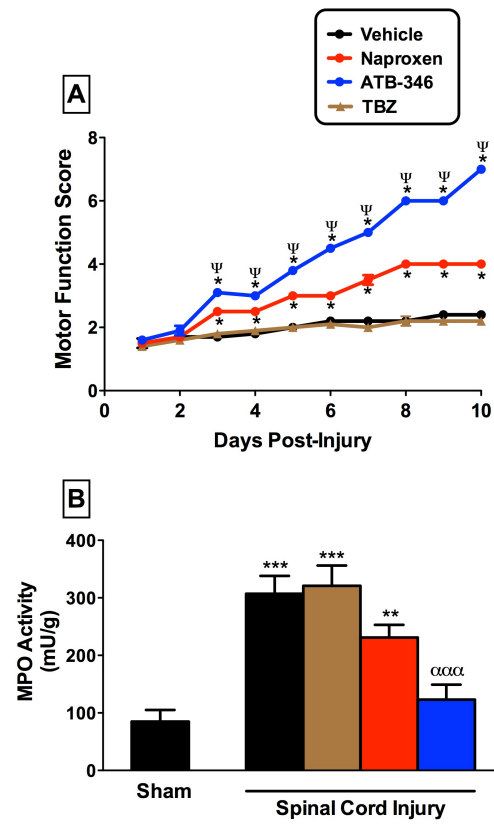 Vehicle
Naproxen
ATB-346
TBZ
A
Motor Function Score
8
6
4
2
0
Ψ Ψ Ψ Ψ Ψ Ψ Ψ Ψ
* * * * * * * *
* * * * * * * *
0 2 4 6 8 10
Days Post-Injury
B
MPO Activity
(mU/g)
400
300
200
100
0
*** *** ** ααα
Sham
Spinal Cord Injury